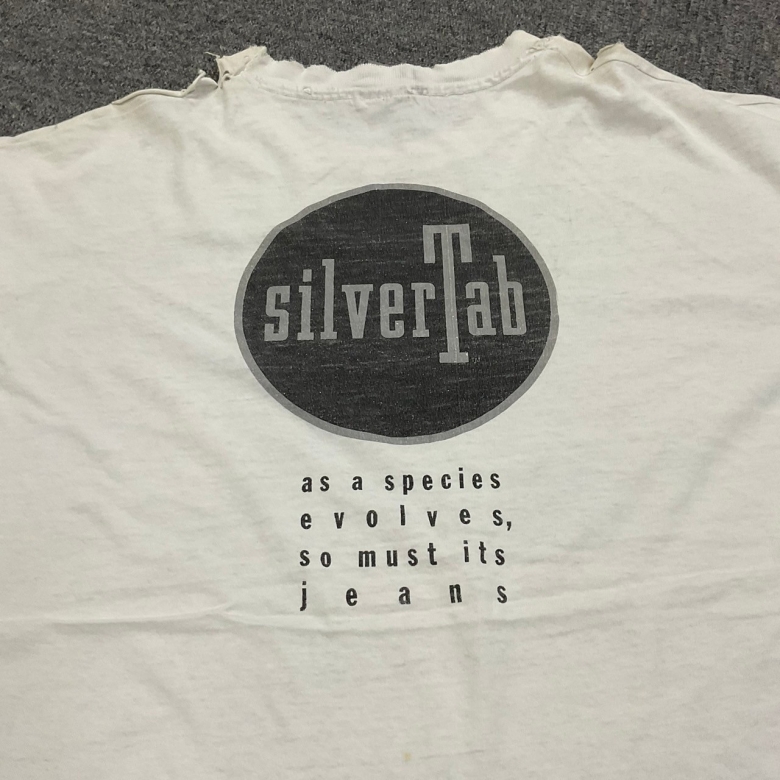 silverTab
as a species
evolves,
so must its
jeans